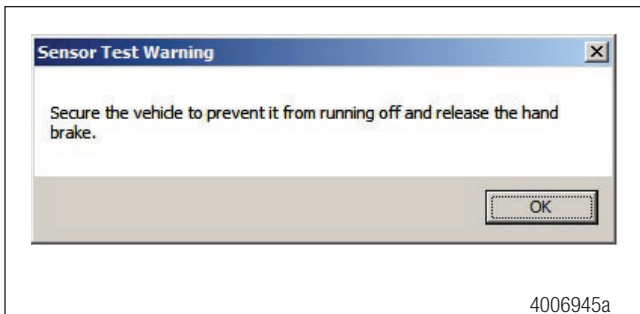 Sensor Test Warning
Secure the vehicle to prevent it from running off and release the hand
brake.
OK
4006945a